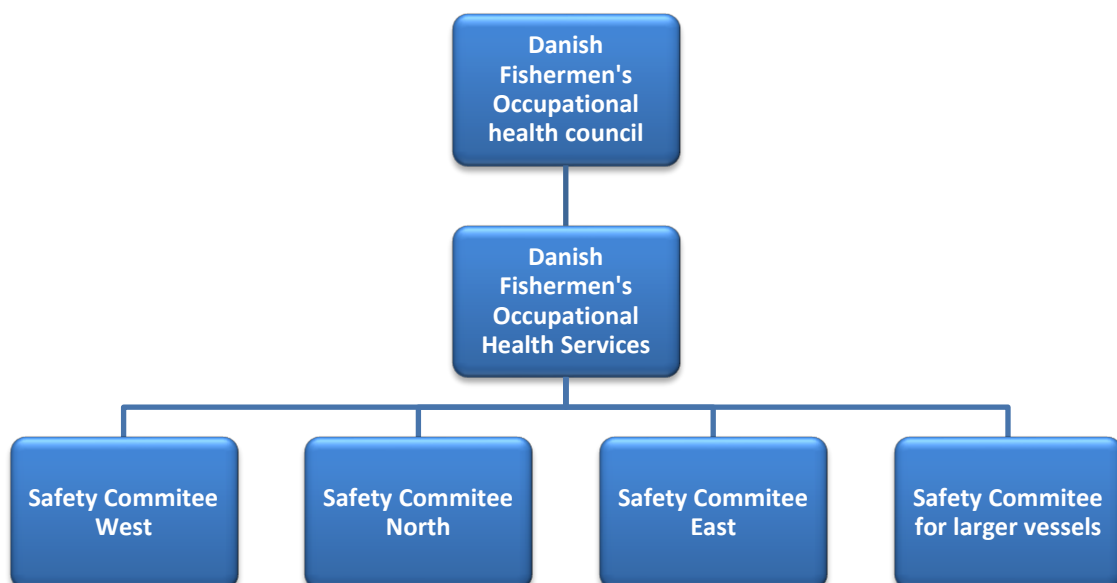 Danish
Fishermen's
Occupational
health council
Danish
Fishermen's
Occupational
Health Services
Safety Commitee
West
Safety Commitee
North
Safety Commitee
East
Safety Commitee
for larger vessels